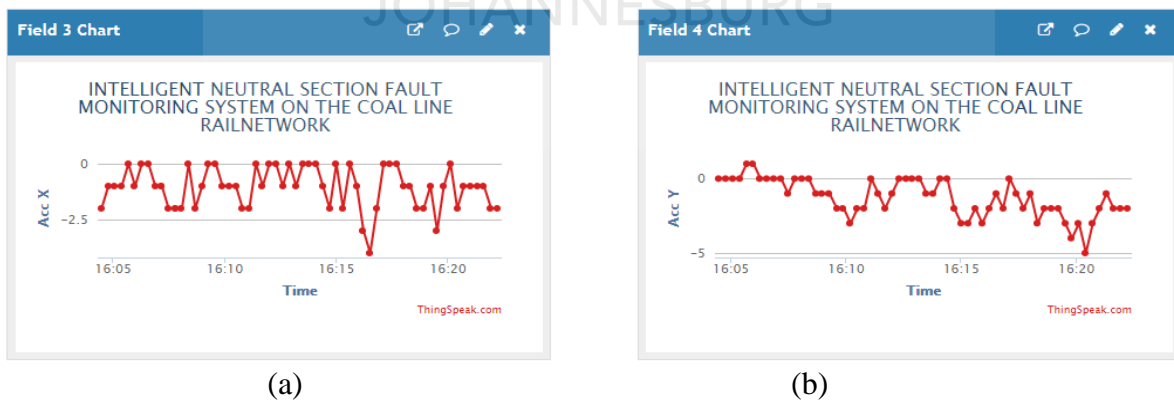 JOHANNESBURG
Field 3 Chart
INTELLIGENT NEUTRAL SECTION FAULT
MONITORING SYSTEM ON THE COAL LINE
RAILNETWORK
Acc X
0
-2.5
16:05 16:10 16:15 16:20
Time
ThingSpeak.com
(a)
Field 4 Chart
INTELLIGENT NEUTRAL SECTION FAULT
MONITORING SYSTEM ON THE COAL LINE
RAILNETWORK
Acc Y
0
-5
16:05 16:10 16:15 16:20
Time
ThingSpeak.com
(b)